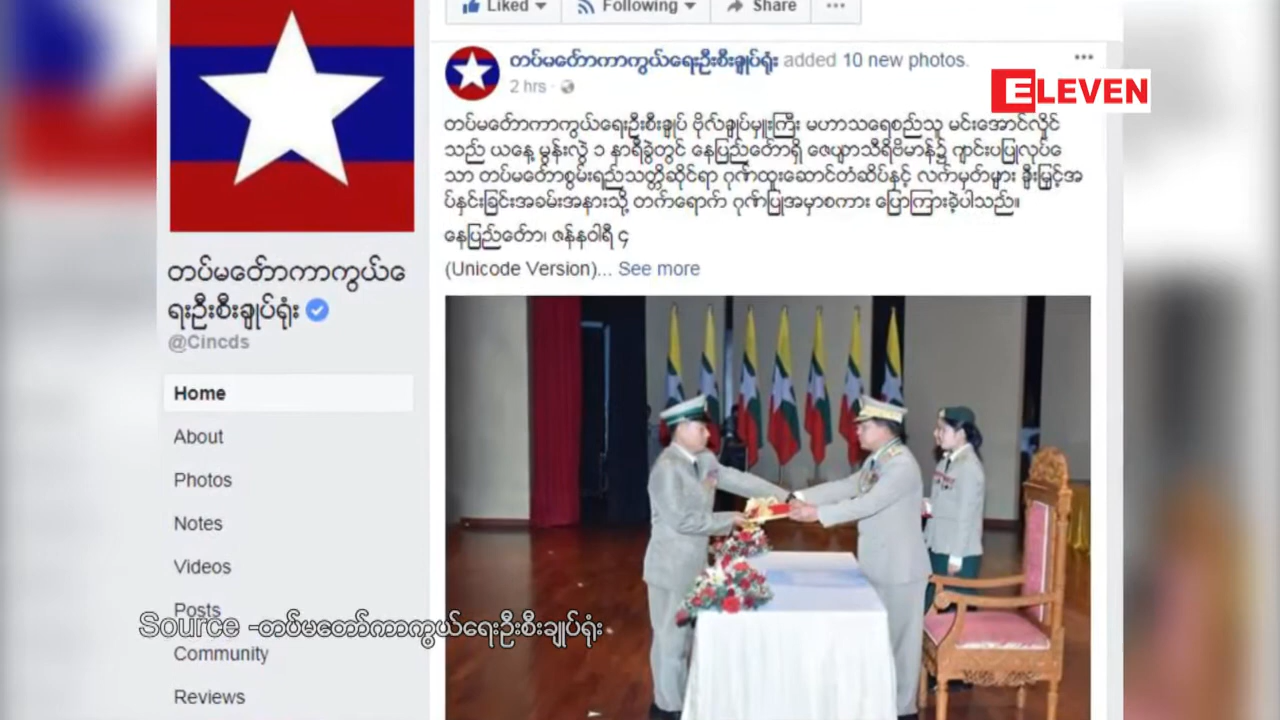 Liked
Following
Share
တပ်မတော်ကာကွယ်ရေးဦးစီးချုပ်ရုံး added 10 new photos.
2 hrs
ELEVEN
တပ်မတော်ကာကွယ်ရေးဦးစီးချုပ် ဗိုလ်ချုပ်မှူးကြီး မဟာသရေစည်သူ မင်းအောင်လှိုင်
သည် ယနေ့ မွန်းလွဲ ၁ နာရီခွဲတွင် နေပြည်တော်ရှိ ဇေယျာသီရိဗိမာန်၌ ကျင်းပပြုလုပ်သေ
ာ တပ်မတော်စွမ်းရည်သတ္တိဆိုင်ရာ ဂုဏ်ထူးဆောင်တံဆိပ်နှင့် လက်မှတ်များ ချီးမြှင့်အ
ပ်နှင်းခြင်းအခမ်းအနားသို့ တက်ရောက် ဂုဏ်ပြုအမှာစကား ပြောကြားခဲ့ပါသည်။
နေပြည်တော်၊ ဇန်နဝါရီ ၄
(Unicode Version)... See more
တပ်မတော်ကာကွယ်ရေ
းဦးစီးချုပ်ရုံး
@Cincds
Home
About
Photos
Notes
Videos
Posts
Source -တပ်မတော်ကာကွယ်ရေးဦးစီးချုပ်ရုံး
Community
Reviews